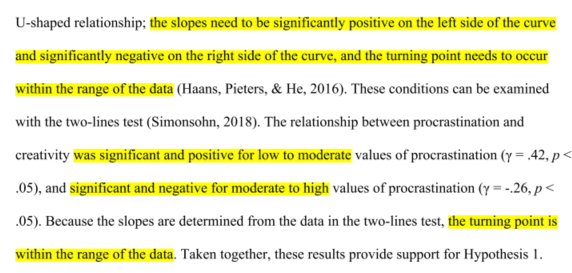 U-shaped relationship; the slopes need to be significantly positive on the left side of the curve
and significantly negative on the right side of the curve, and the turning point needs to occur
within the range of the data (Haans, Pieters, & He, 2016). These conditions can be examined
with the two-lines test (Simonsohn, 2018). The relationship between procrastination and
creativity was significant and positive for low to moderate values of procrastination (γ = .42, p <
.05), and significant and negative for moderate to high values of procrastination (γ = -.26, p <
.05). Because the slopes are determined from the data in the two-lines test, the turning point is
within the range of the data. Taken together, these results provide support for Hypothesis 1.